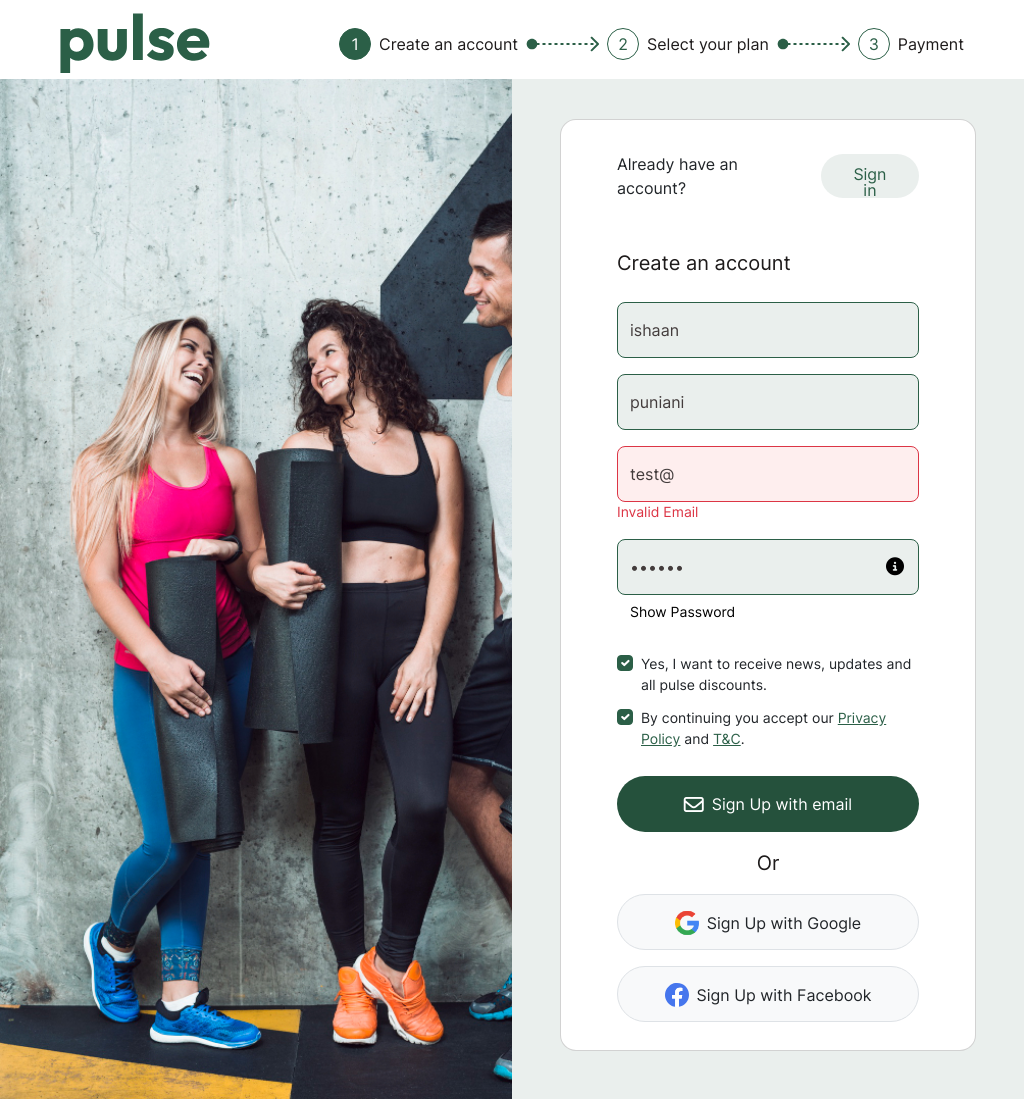 pulse
1 Create an account 2 Select your plan 3 Payment
Already have an
account?
Sign
in
Create an account
ishaan
puniani
test@
Invalid Email
••••••
Show Password
Yes, I want to receive news, updates and
all pulse discounts.
By continuing you accept our Privacy
Policy and T&C.
Sign Up with email
Or
Sign Up with Google
Sign Up with Facebook